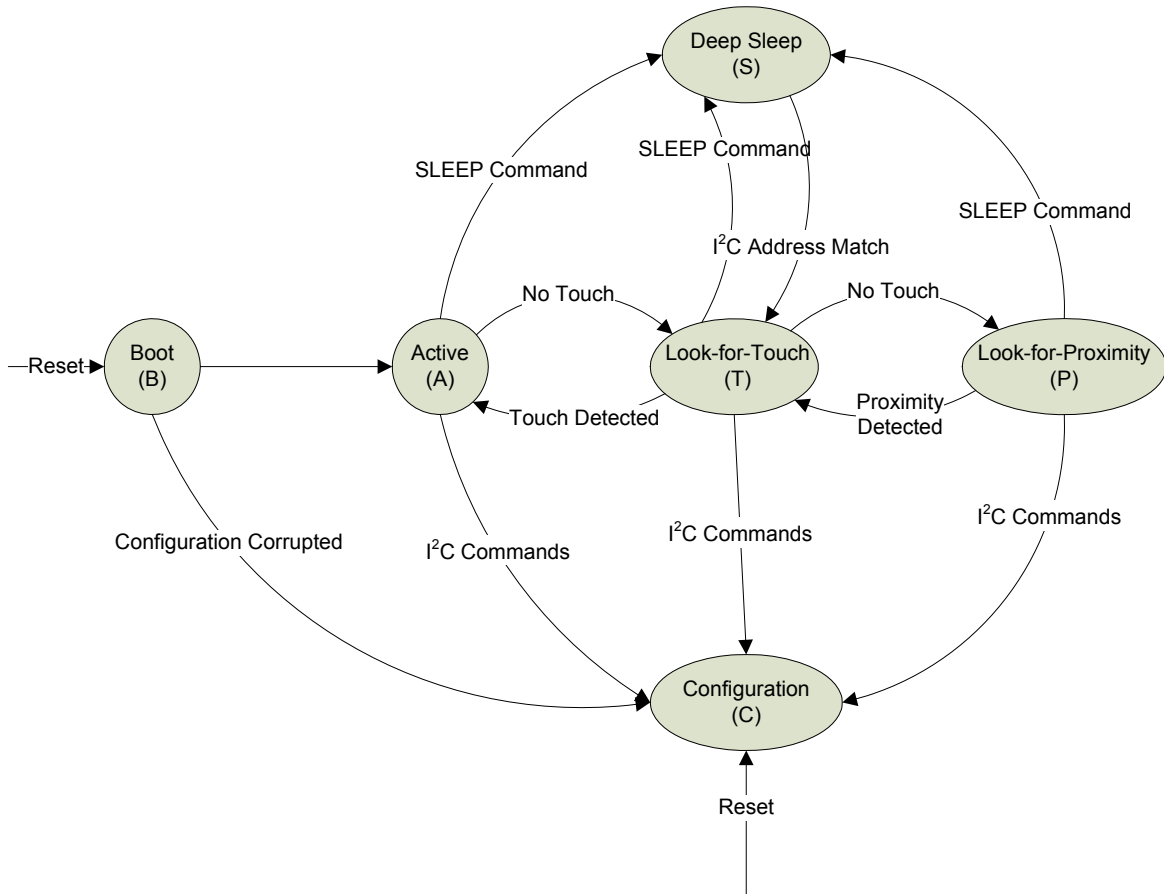 Deep Sleep
(S)
SLEEP Command
SLEEP Command
SLEEP Command
I²C Address Match
No Touch
No Touch
Reset
Boot
(B)
Active
(A)
Look-for-Touch
(T)
Look-for-Proximity
(P)
Touch Detected
Proximity
Detected
Configuration Corrupted
I²C Commands
I²C Commands
I²C Commands
Configuration
(C)
Reset